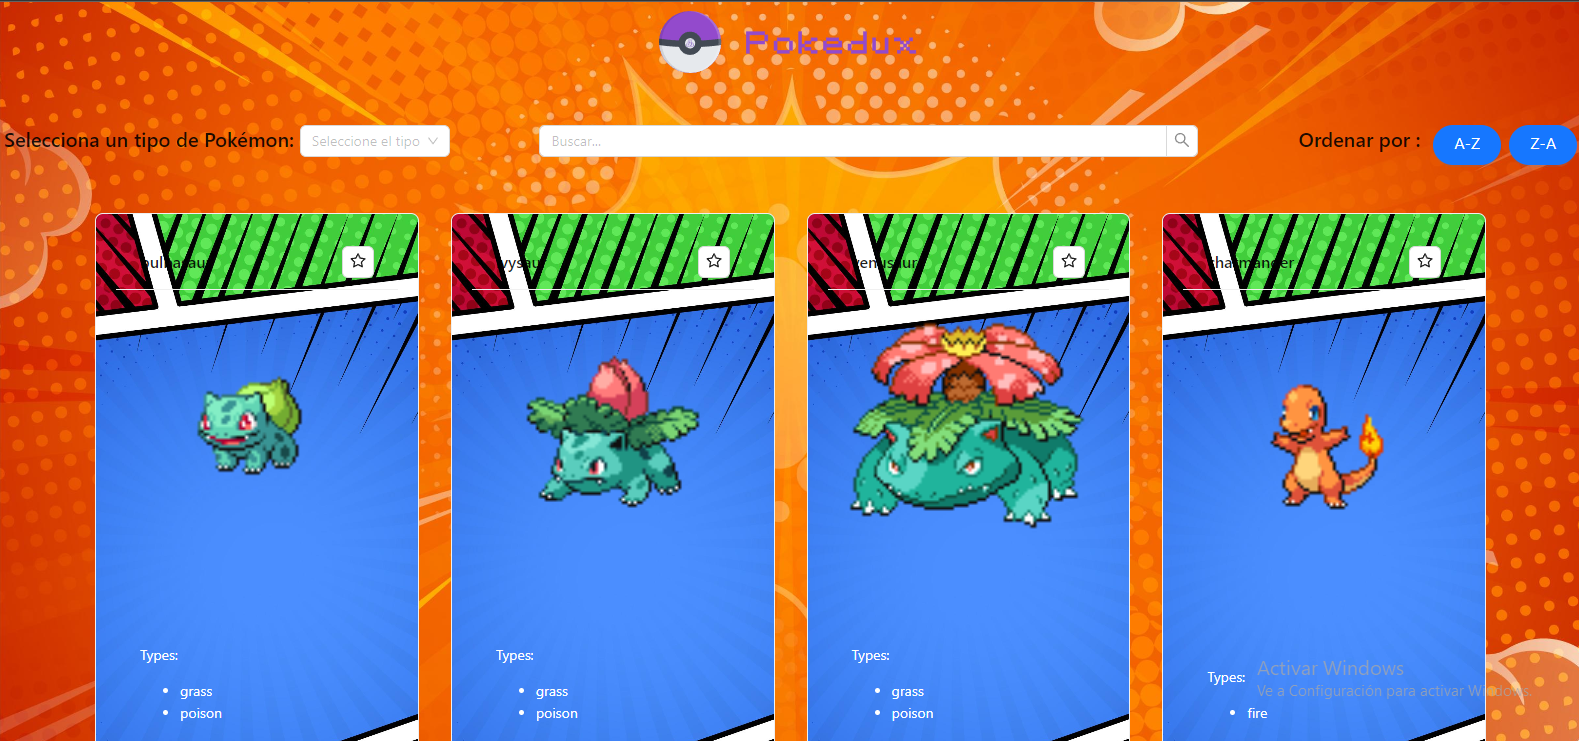 Pokedux
Selecciona un tipo de Pokémon:
Seleccione el tipo
Buscar...
Ordenar por :
A-Z
Z-A
bulbasaur
ivysaur
venusaur
charmander
Types:
grass
poison
Types:
grass
poison
Types:
grass
poison
Types:
fire
Activar Windows
Ve a Configuración para activar Windows.